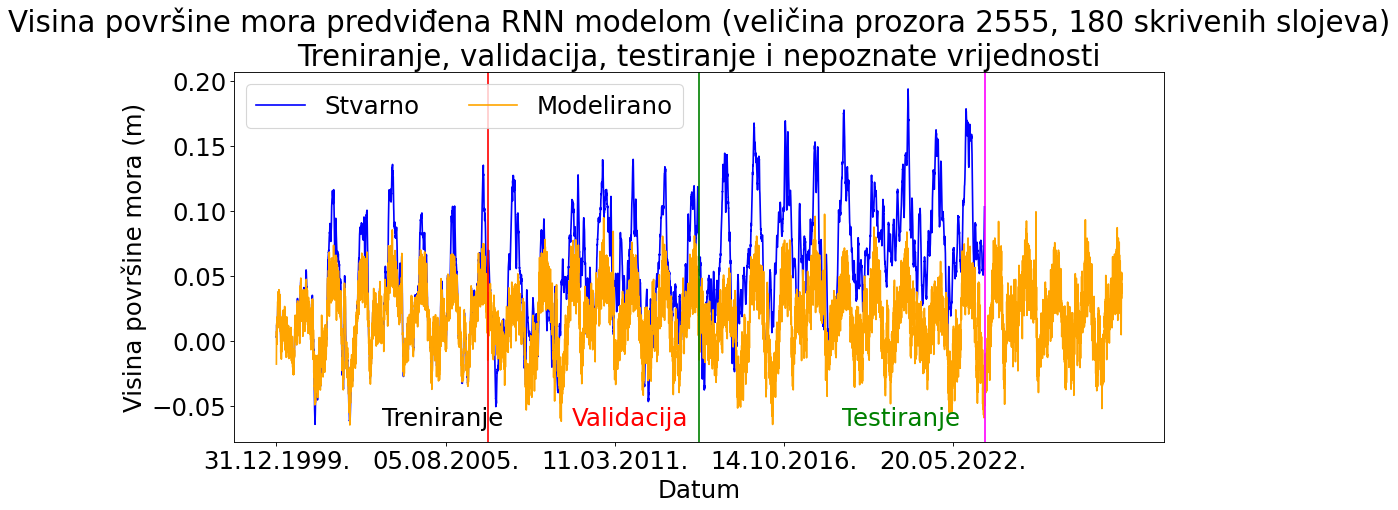 Visina površine mora predviđena RNN modelom (veličina prozora 2555, 180 skrivenih slojeva)
Treniranje, validacija, testiranje i nepoznate vrijednosti
Stvarno
Modelirano
Visina površine mora (m)
0.20
0.15
0.10
0.05
0.00
−0.05
Treniranje
Validacija
Testiranje
31.12.1999.
05.08.2005.
11.03.2011.
14.10.2016.
20.05.2022.
Datum